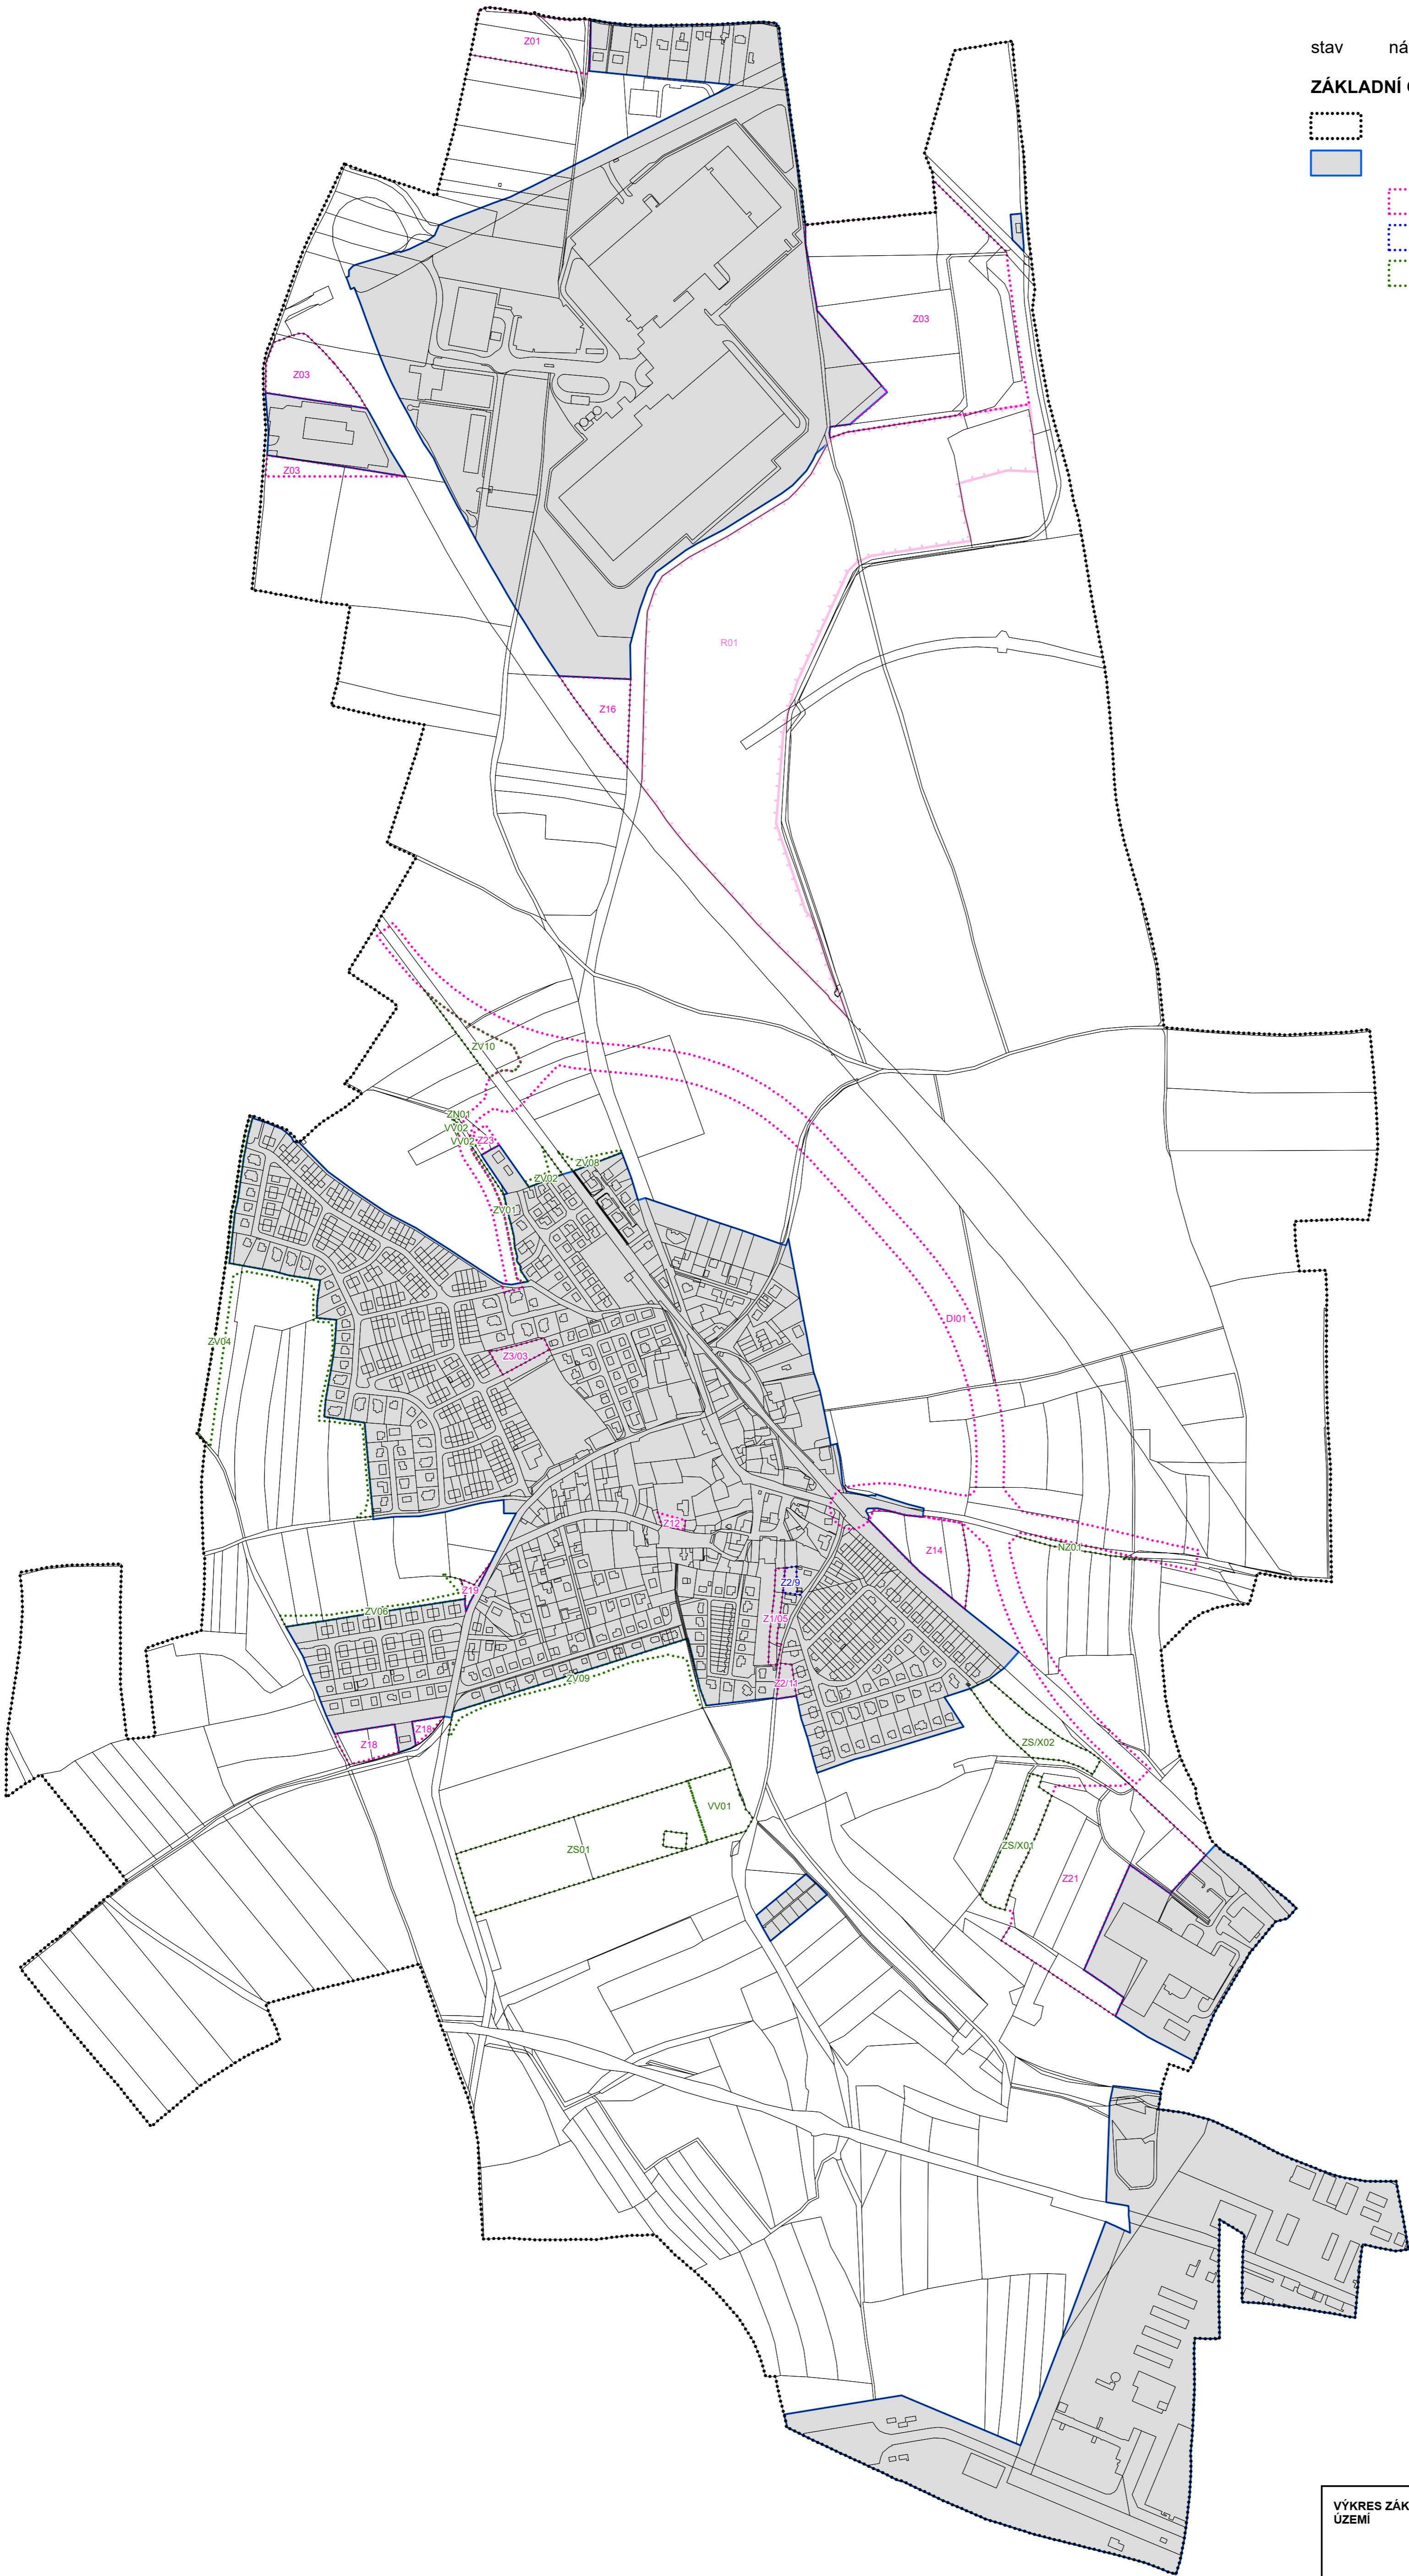 stav ná
ZÁKLADNÍ
Z01
Z03
Z03
Z03
R01
Z16
ZV10
ZN01
VV02
VV02
Z23
ZV08
ZV02
ZV01
DI01
ZV04
Z3/03
Z12
Z14
NZ01
Z2/9
Z19
ZV06
Z1/05
ZV09
Z2/11
Z18
Z18
ZS/X02
VV01
ZS/X01
ZS01
Z21
VÝKRES ZÁK
ÚZEMÍ